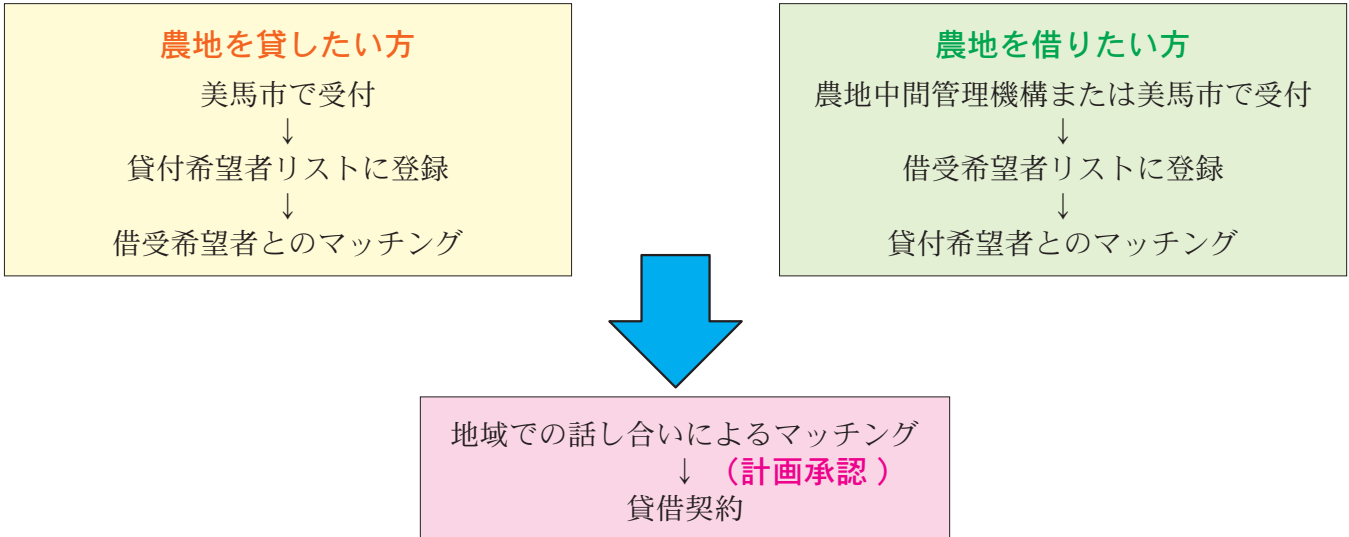 農地を貸したい方
美馬市で受付
↓
貸付希望者リストに登録
↓
借受希望者とのマッチング
農地を借りたい方
農地中間管理機構または美馬市で受付
↓
借受希望者リストに登録
↓
貸付希望者とのマッチング
地域での話し合いによるマッチング
↓（計画承認 ）
貸借契約